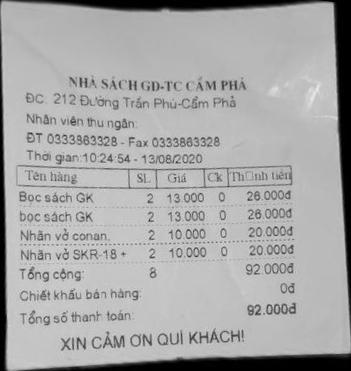 NHÀ SÁCH GD-TC CẨM PHẢ
ĐC. 212 Đường Trần Phú-Cẩm Phả
Nhân viên thu ngân:
ĐT 0333863328 - Fax 0333863328
Thời gian:10:24:54 - 13/08/2020
Tên hàng SL Giá Ck Th□nh tiền
Bọc sách GK 2 13.000 0 26.000đ
bọc sách GK 2 13.000 0 26.000đ
Nhãn vở conan. 2 10.000 0 20.000đ
Nhãn vở SKR-18 + 2 10.000 0 20.000đ
Tổng cộng: 8 92.000đ
Chiết khấu bán hàng: 0đ
Tổng số thanh toán: 92.000đ
XIN CẢM ƠN QUÍ KHÁCH!